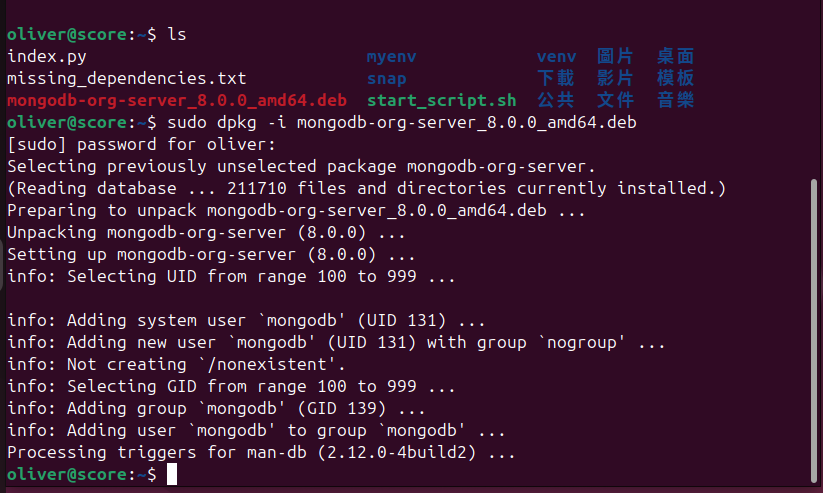 oliver@score:~$ ls
index.py myenv venv 圖片 桌面
missing_dependencies.txt snap 下載 影片 模板
mongodb-org-server_8.0.0_amd64.deb start_script.sh 公共 文件 音樂
oliver@score:~$ sudo dpkg -i mongodb-org-server_8.0.0_amd64.deb
[sudo] password for oliver:
Selecting previously unselected package mongodb-org-server.
(Reading database ... 211710 files and directories currently installed.)
Preparing to unpack mongodb-org-server_8.0.0_amd64.deb ...
Unpacking mongodb-org-server (8.0.0) ...
Setting up mongodb-org-server (8.0.0) ...
info: Selecting UID from range 100 to 999 ...
info: Adding system user `mongodb' (UID 131) ...
info: Adding new user `mongodb' (UID 131) with group `nogroup' ...
info: Not creating `/nonexistent'.
info: Selecting GID from range 100 to 999 ...
info: Adding group `mongodb' (GID 139) ...
info: Adding user `mongodb' to group `mongodb' ...
Processing triggers for man-db (2.12.0-4build2) ...
oliver@score:~$